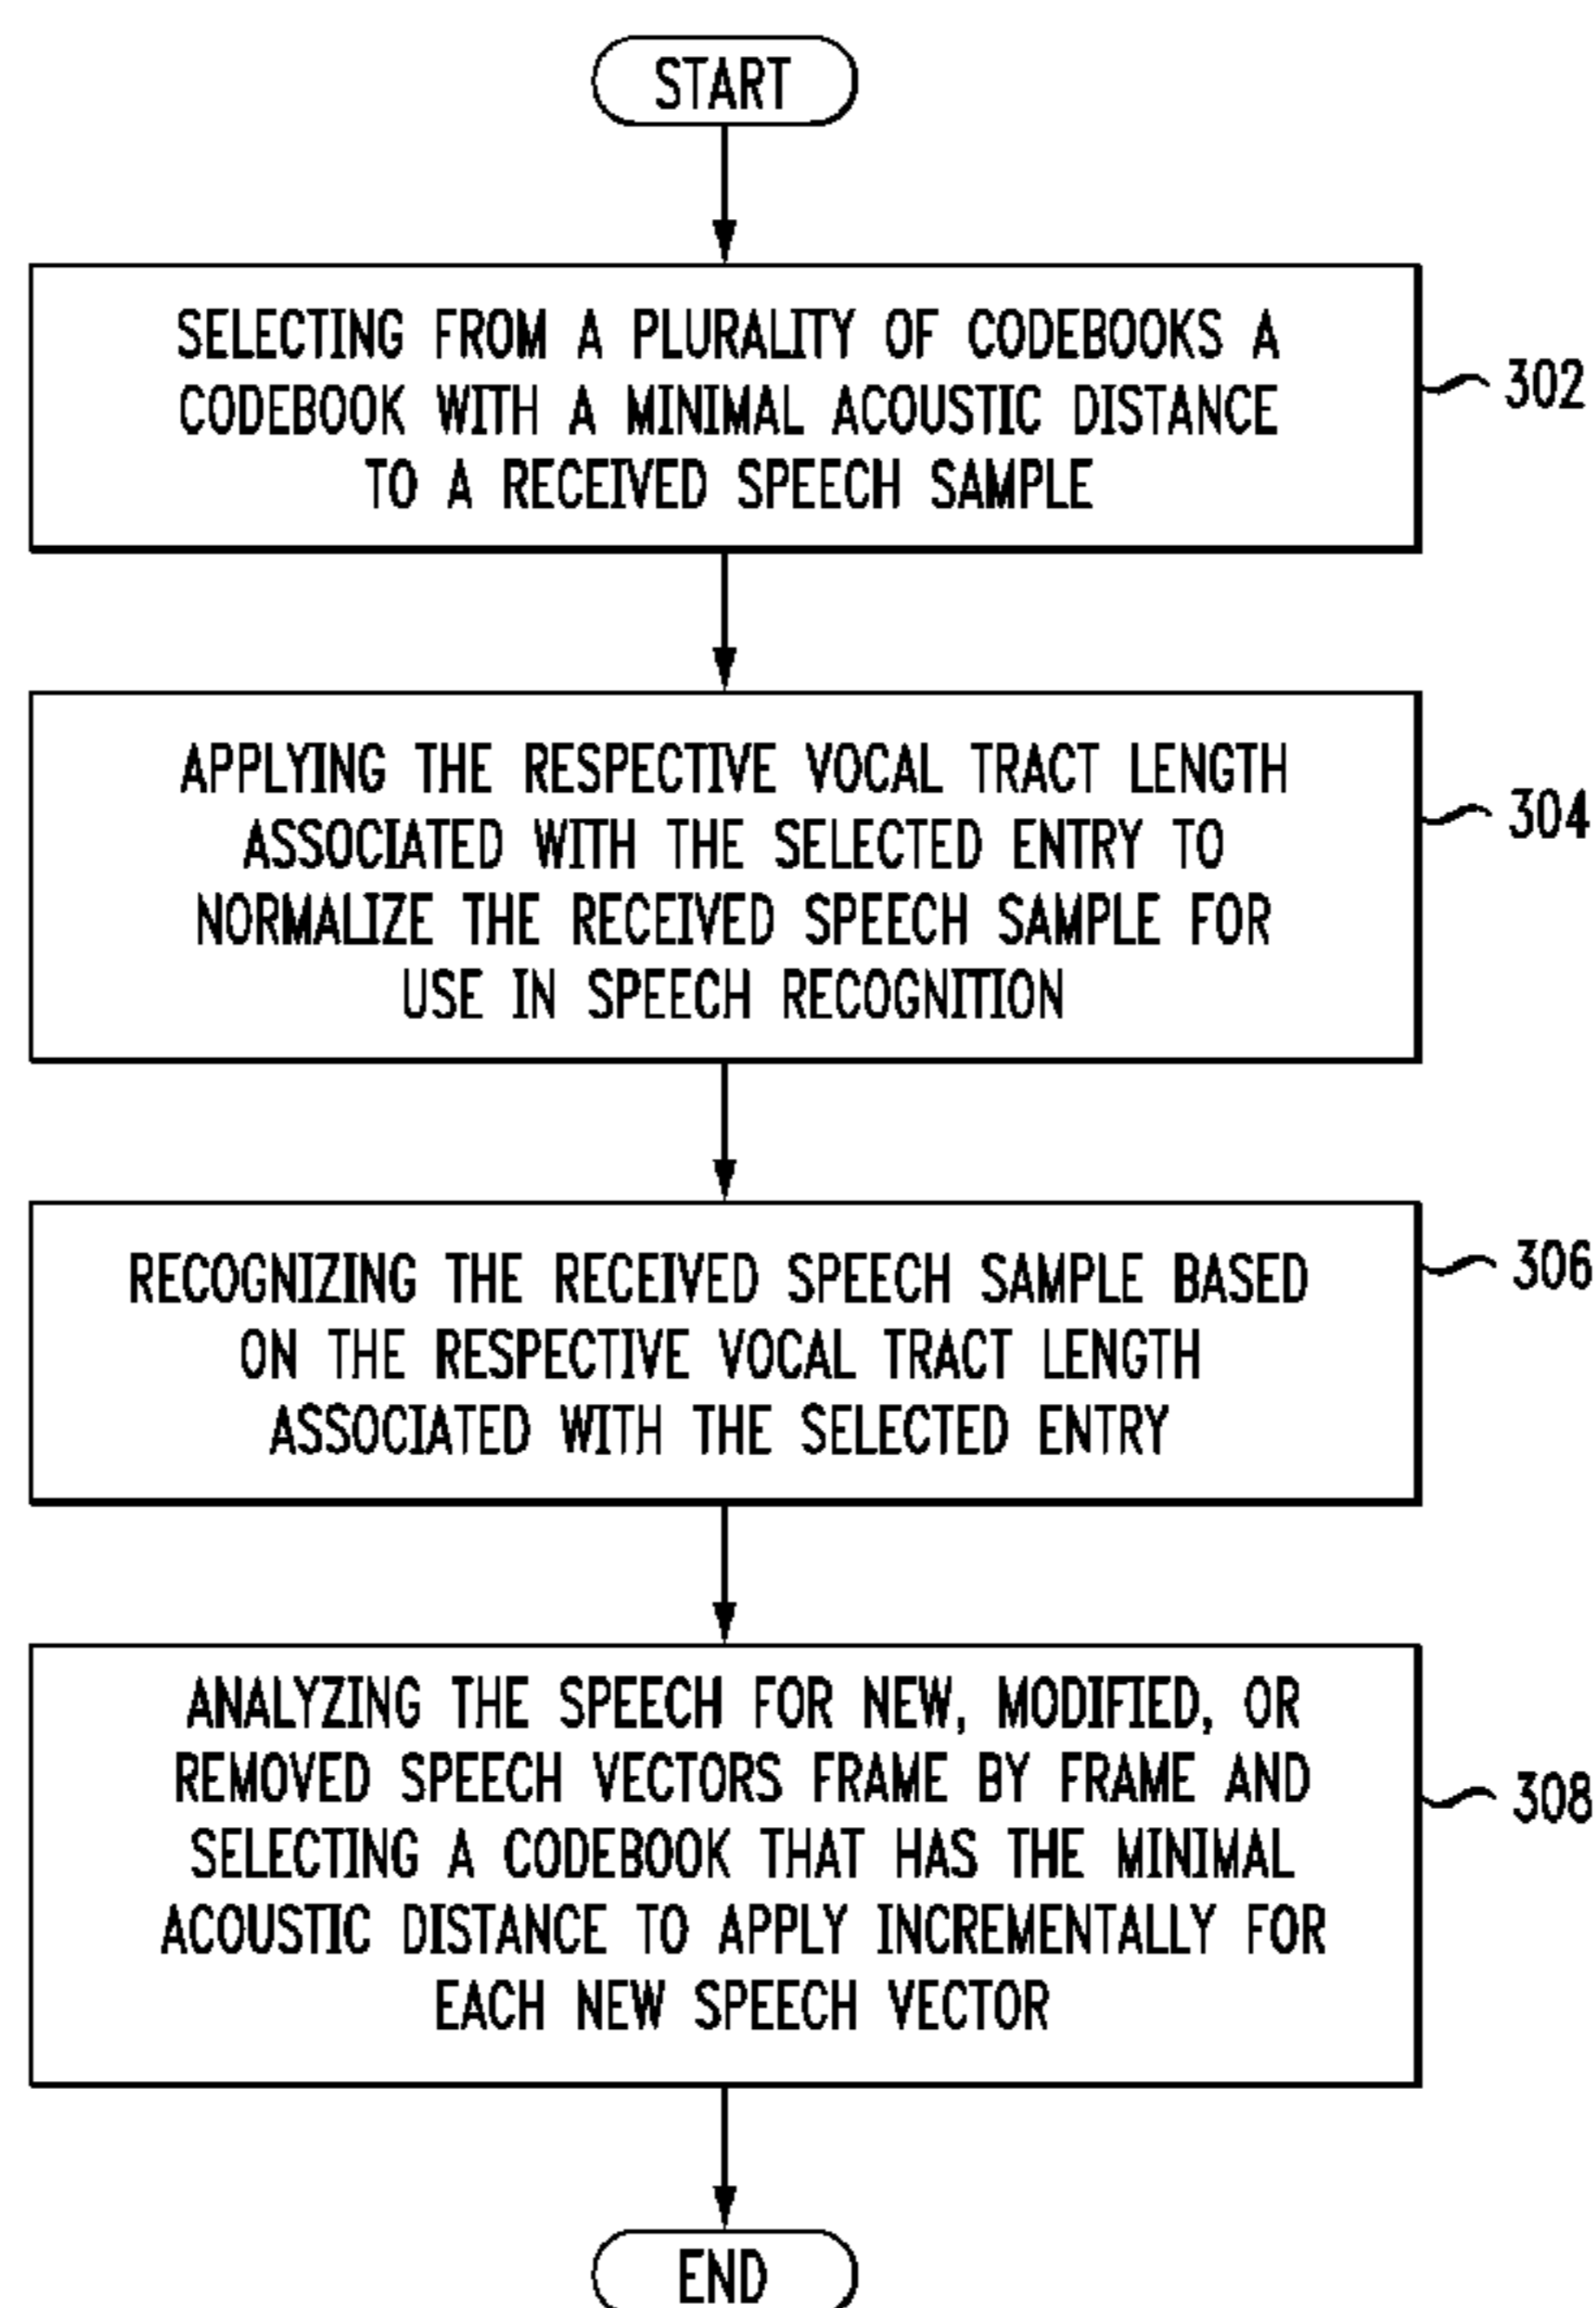 START
SELECTING FROM A PLURALITY OF CODEBOOKS A
CODEBOOK WITH A MINIMAL ACOUSTIC DISTANCE
TO A RECEIVED SPEECH SAMPLE
302
APPLYING THE RESPECTIVE VOCAL TRACT LENGTH
ASSOCIATED WITH THE SELECTED ENTRY TO
NORMALIZE THE RECEIVED SPEECH SAMPLE FOR
USE IN SPEECH RECOGNITION
304
RECOGNIZING THE RECEIVED SPEECH SAMPLE BASED
ON THE RESPECTIVE VOCAL TRACT LENGTH
ASSOCIATED WITH THE SELECTED ENTRY
306
ANALYZING THE SPEECH FOR NEW, MODIFIED, OR
REMOVED SPEECH VECTORS FRAME BY FRAME AND
SELECTING A CODEBOOK THAT HAS THE MINIMAL
ACOUSTIC DISTANCE TO APPLY INCREMENTALLY FOR
EACH NEW SPEECH VECTOR
308
END